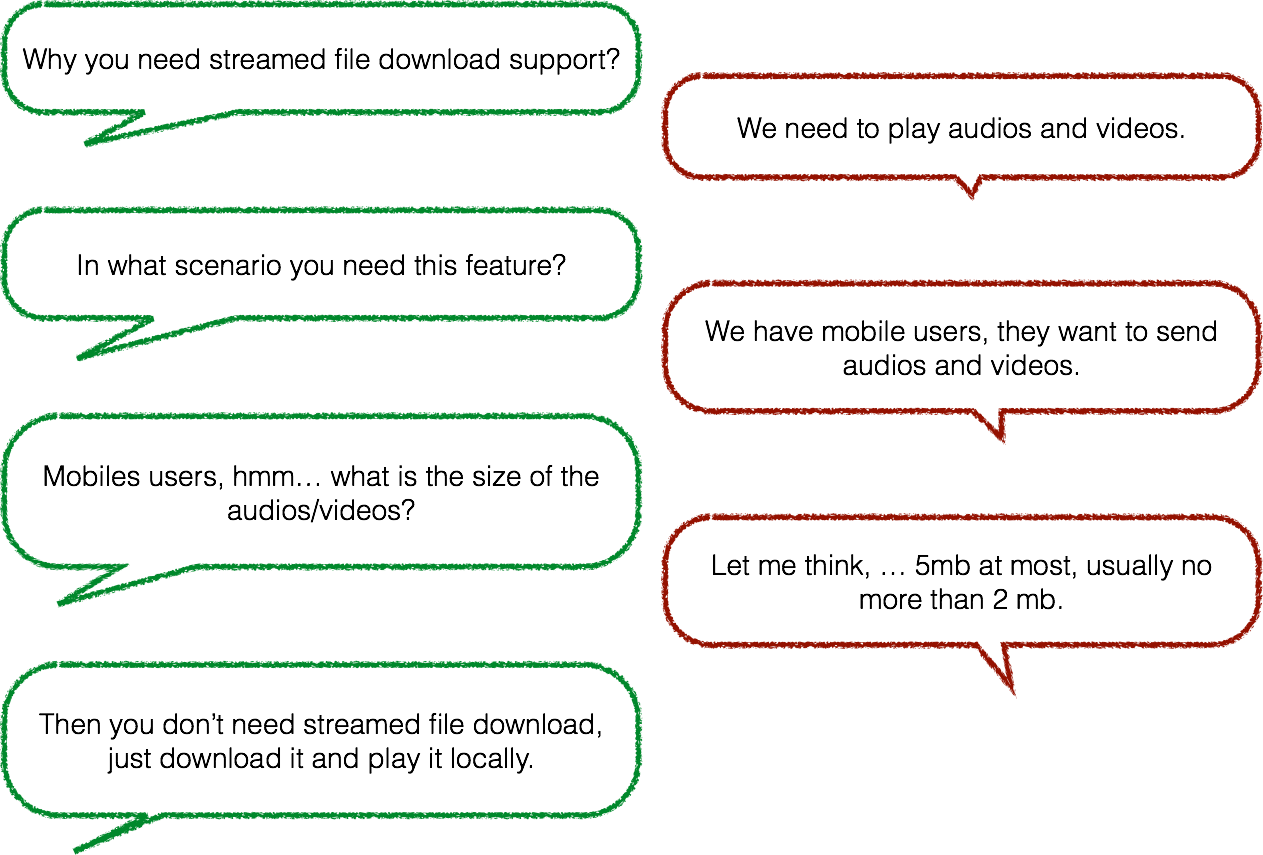 Why you need streamed file download support?
We need to play audios and videos.
In what scenario you need this feature?
We have mobile users, they want to send
audios and videos.
Mobiles users, hmm… what is the size of the
audios/videos?
Let me think, … 5mb at most, usually no
more than 2 mb.
Then you don’t need streamed file download,
just download it and play it locally.